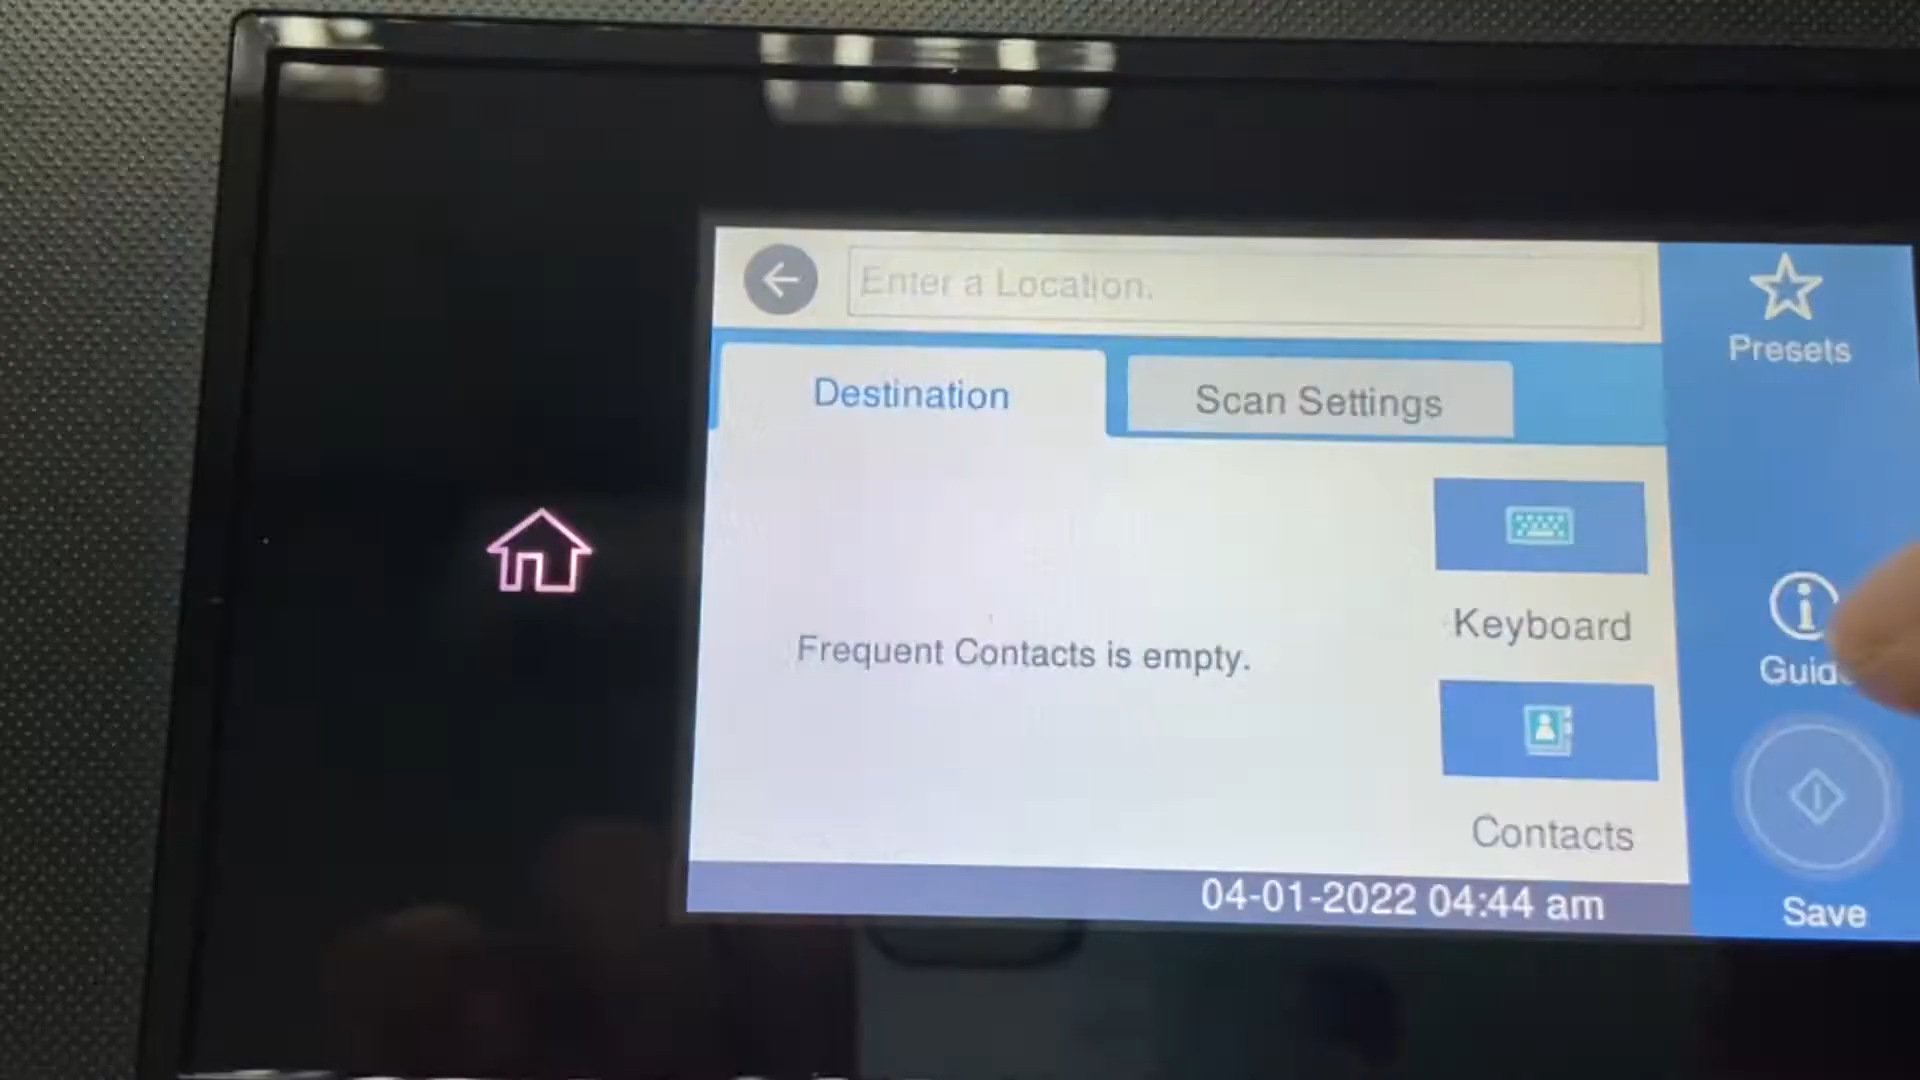 Enter a Location.
Presets
Destination
Scan Settings
Keyboard
Frequent Contacts is empty.
Contacts
04-01-2022 04:44 am
Save